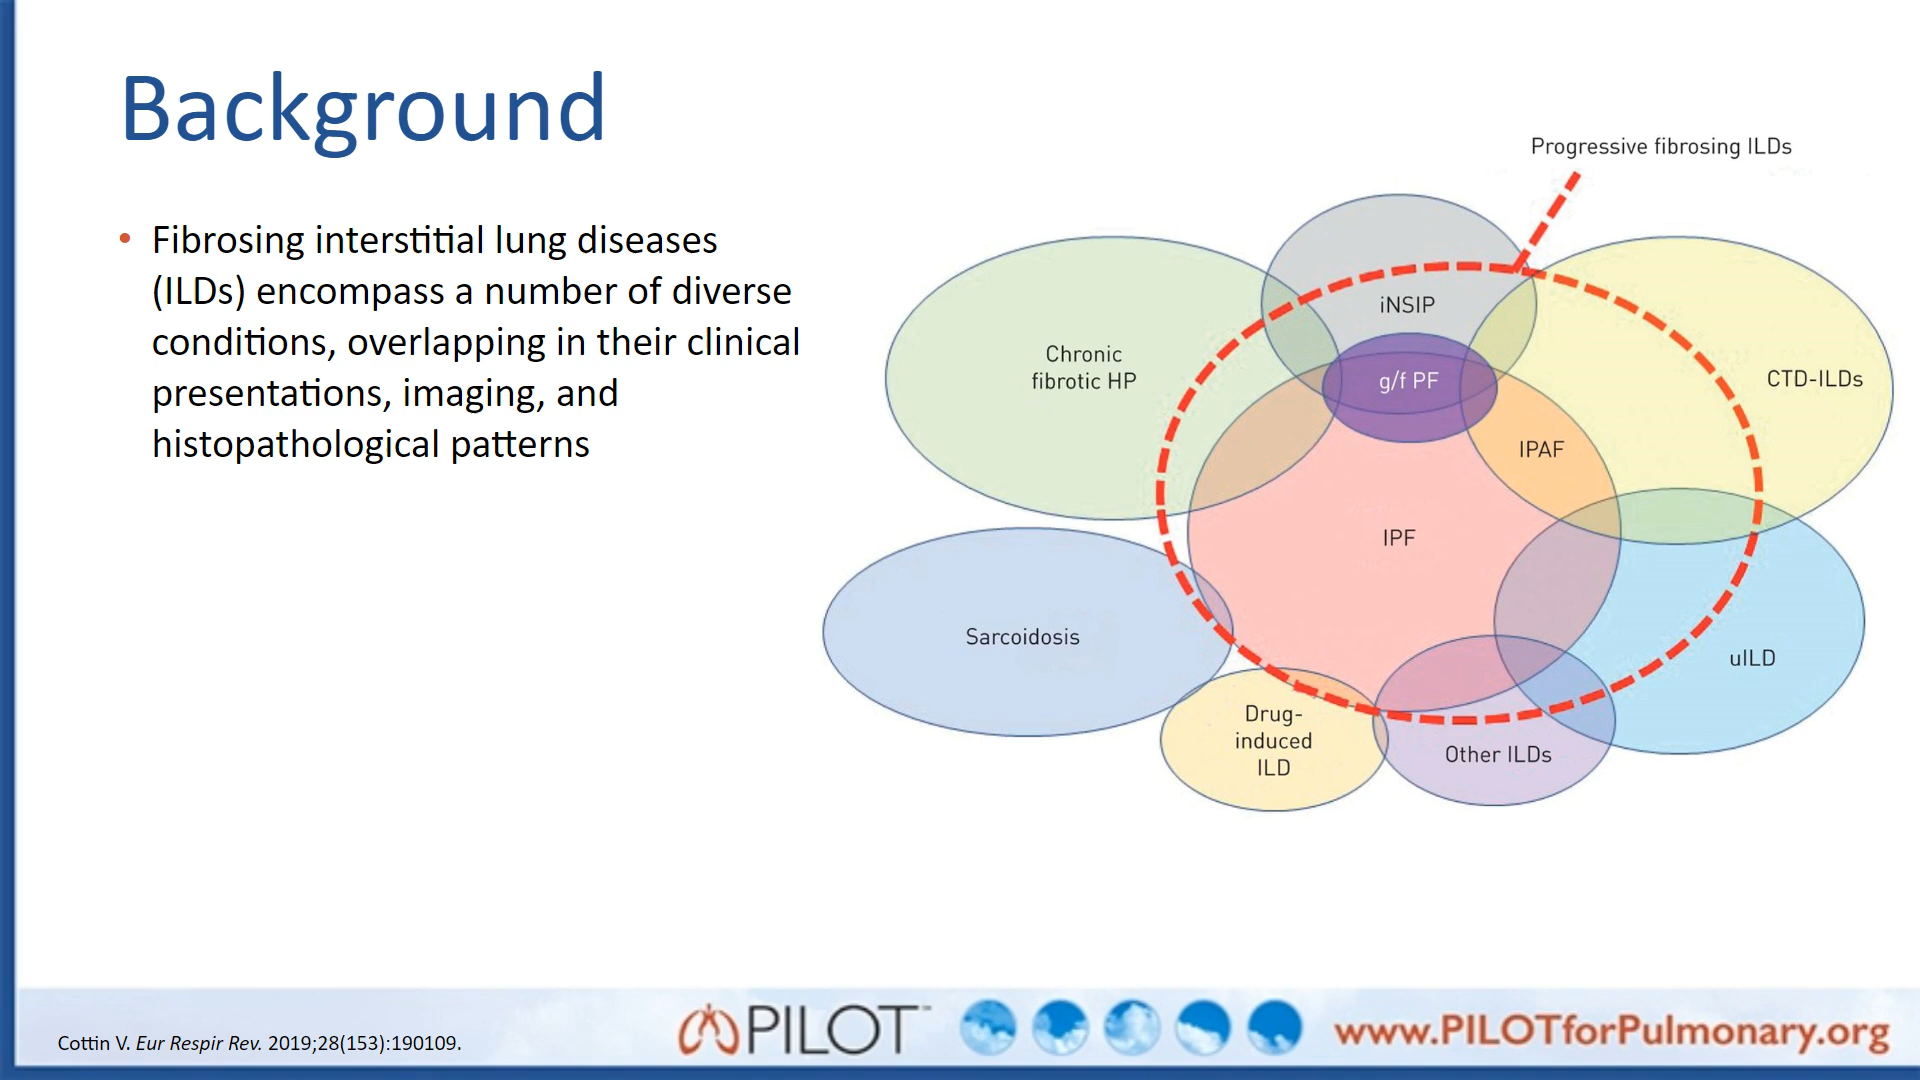 Background
• Fibrosing interstitial lung diseases
(ILDs) encompass a number of diverse
conditions, overlapping in their clinical
presentations, imaging, and
histopathological patterns
Progressive fibrosing ILDs
iNSIP
Chronic
fibrotic HP
g/f PF
CTD-ILDs
IPAF
IPF
Sarcoidosis
uILD
Drug-
induced
ILD
Other ILDs
Cottin V. Eur Respir Rev. 2019;28(153):190109.
PILOT™
www.PILOTforPulmonary.org